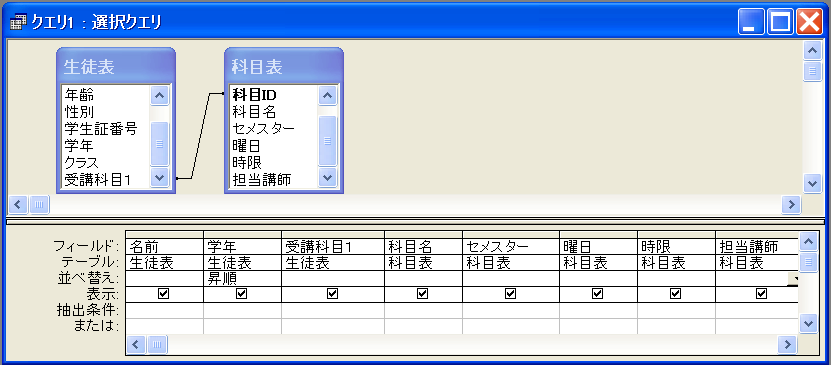 クエリ1 : 選択クエリ
生徒表
年齢
性別
学生証番号
学年
クラス
受講科目1
科目表
科目ID
科目名
セメスター
曜日
時限
担当講師
フィールド: 名前 学年 受講科目1 科目名 セメスター 曜日 時限 担当講師
テーブル: 生徒表 生徒表 生徒表 科目表 科目表 科目表 科目表 科目表
並べ替え: 昇順
表示:
抽出条件:
または: